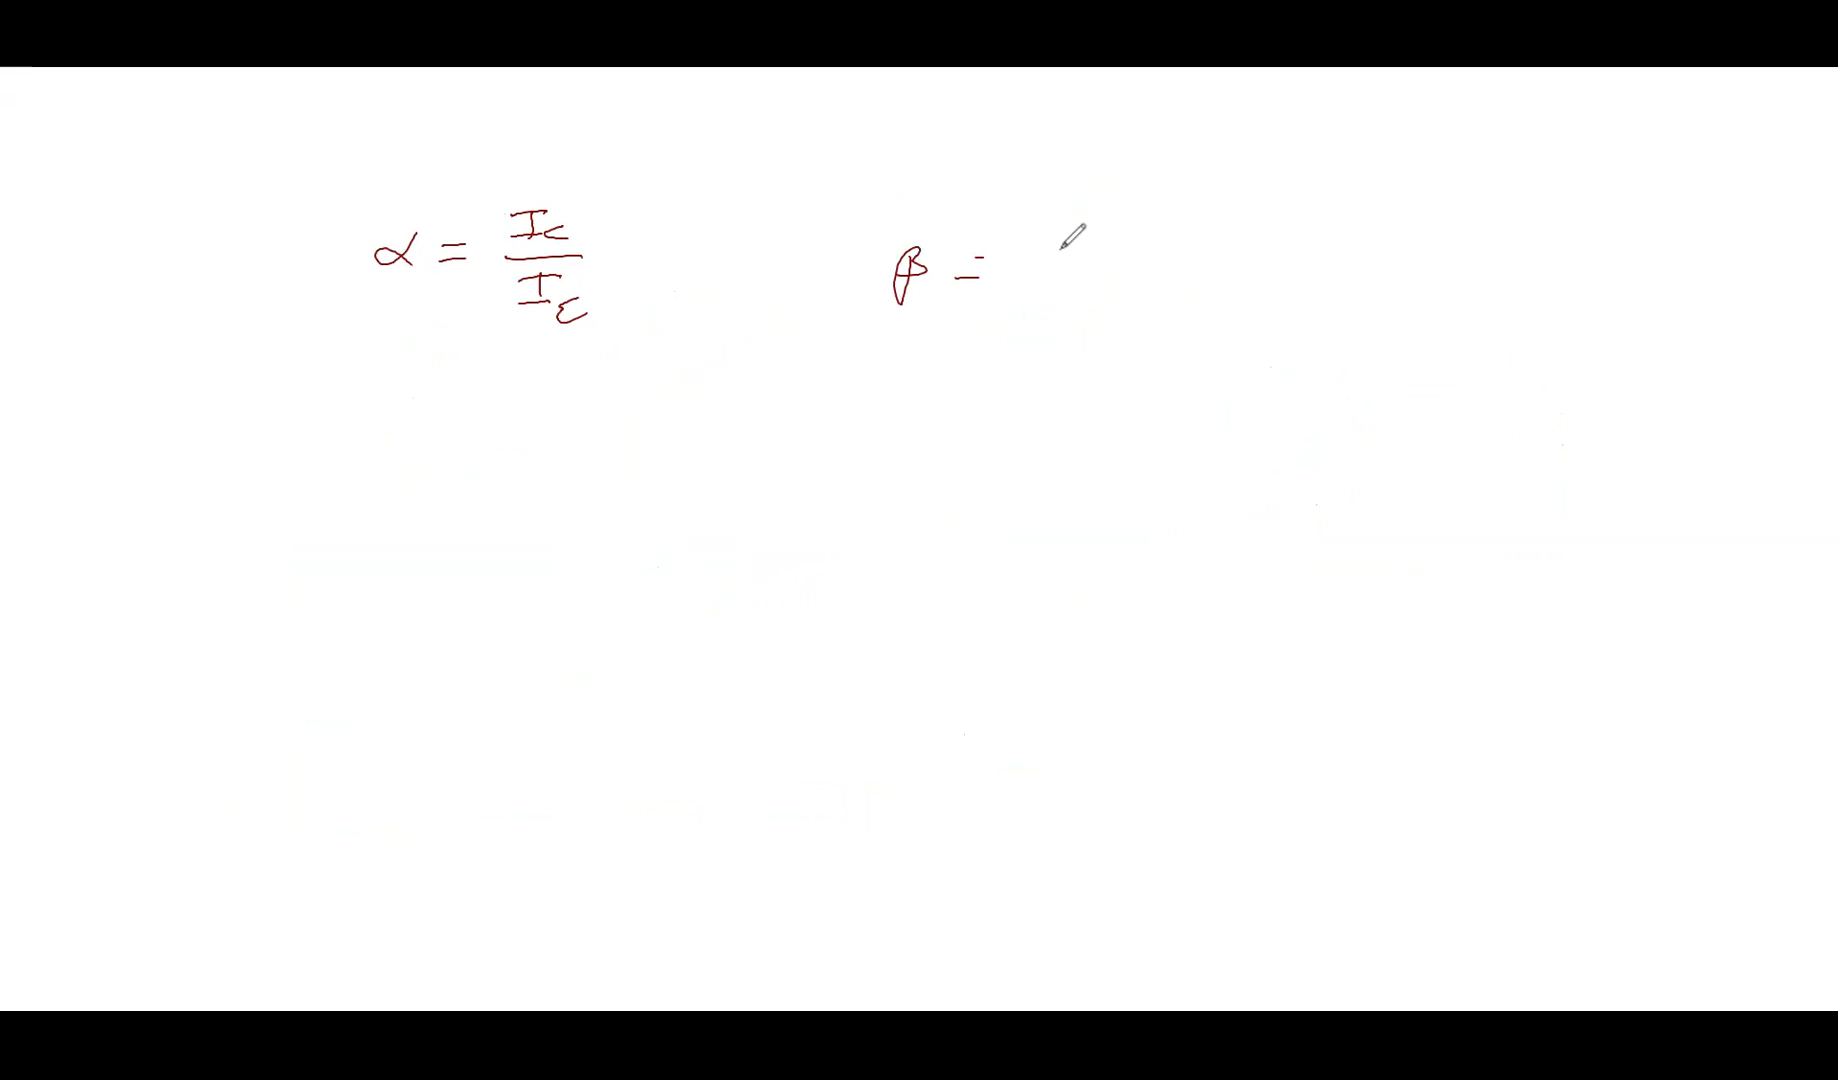 α = I_C / I_E    β =